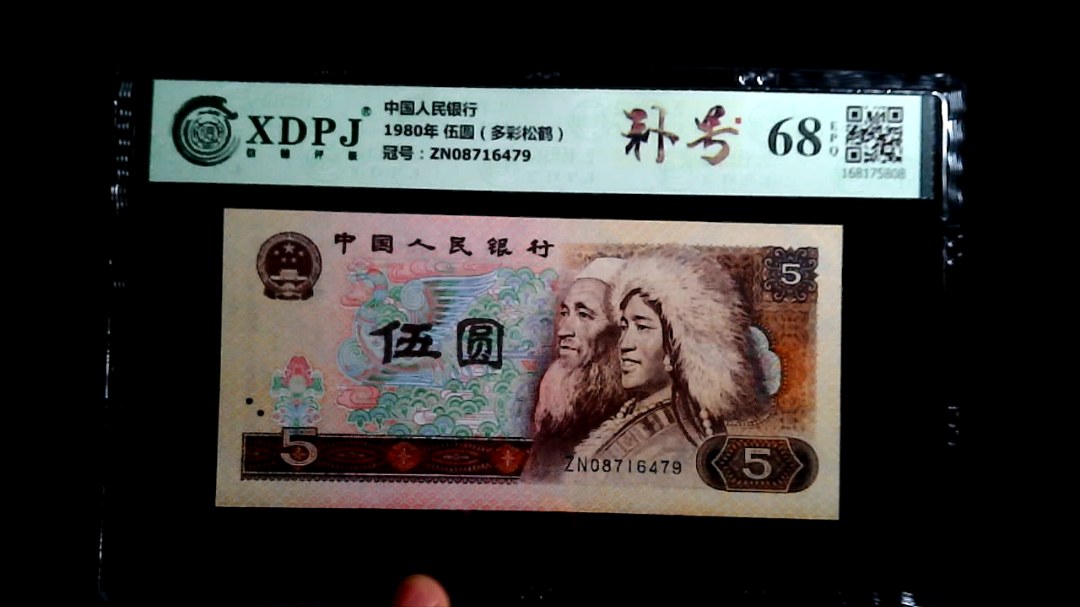 XDPJ®
中国人民银行
1980年 伍圆（多彩松鹤）
冠号：ZN08716479
补号
68
EPQ
168175808
中国人民银行
5
伍圆
5
ZN08716479
5